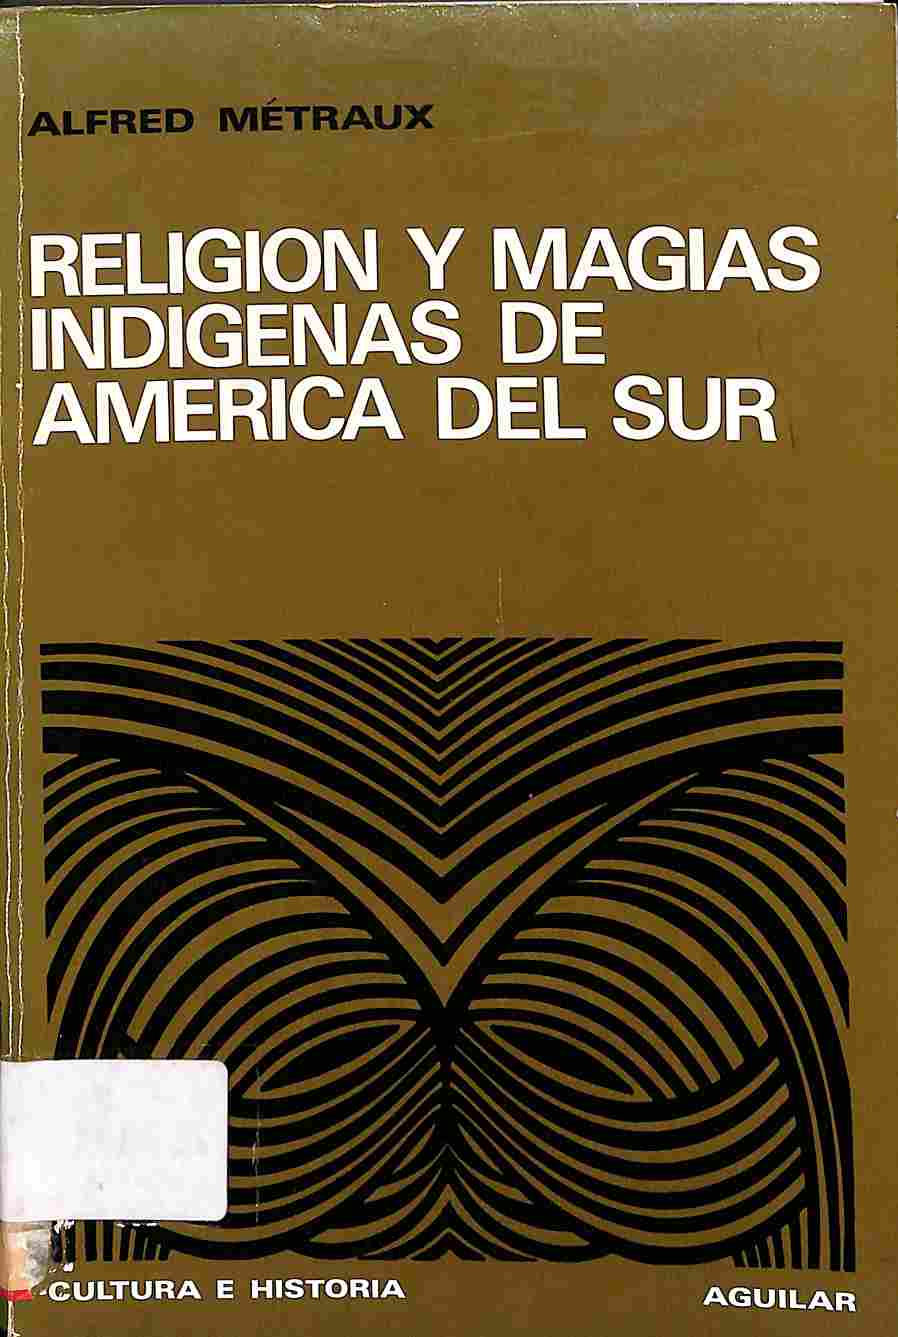 ALFRED MÉTRAUX
RELIGION Y MAGIAS
INDIGENAS DE
AMERICA DEL SUR
CULTURA E HISTORIA
AGUILAR